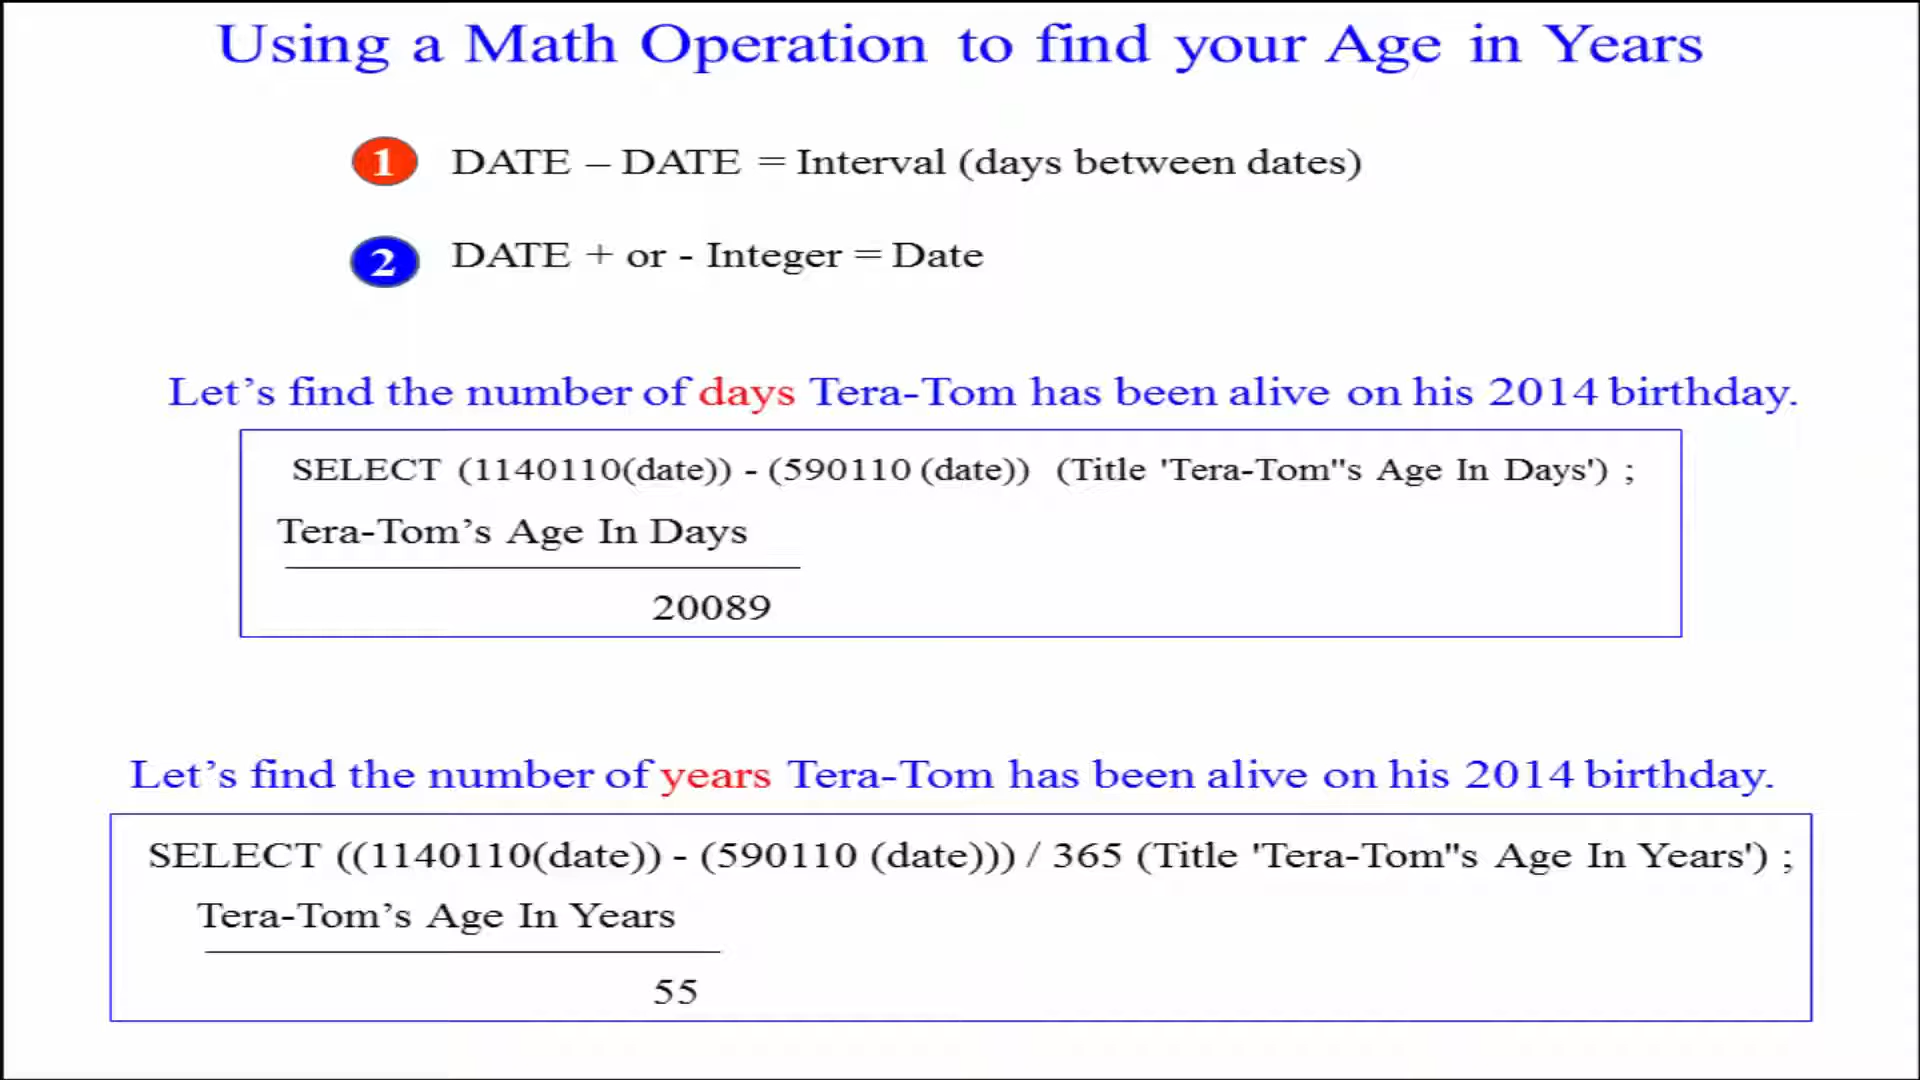 Using a Math Operation to find your Age in Years
1 DATE – DATE = Interval (days between dates)
2 DATE + or - Integer = Date
Let’s find the number of days Tera-Tom has been alive on his 2014 birthday.
SELECT (1140110(date)) - (590110 (date)) (Title 'Tera-Tom''s Age In Days') ;
Tera-Tom’s Age In Days
20089
Let’s find the number of years Tera-Tom has been alive on his 2014 birthday.
SELECT ((1140110(date)) - (590110 (date))) / 365 (Title 'Tera-Tom''s Age In Years') ;
Tera-Tom’s Age In Years
55